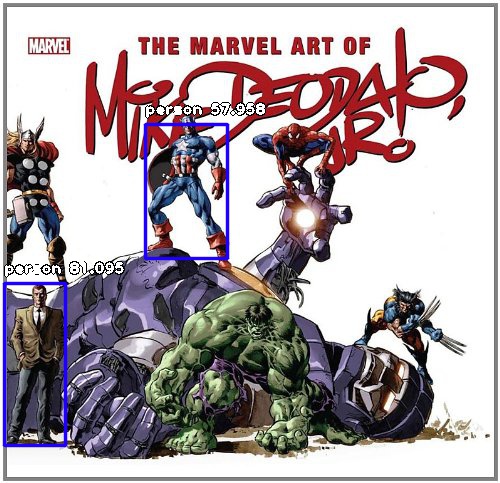 MARVEL
THE MARVEL ART OF
MIKE DEODATO,
JR.
person 57.958
person 81.095